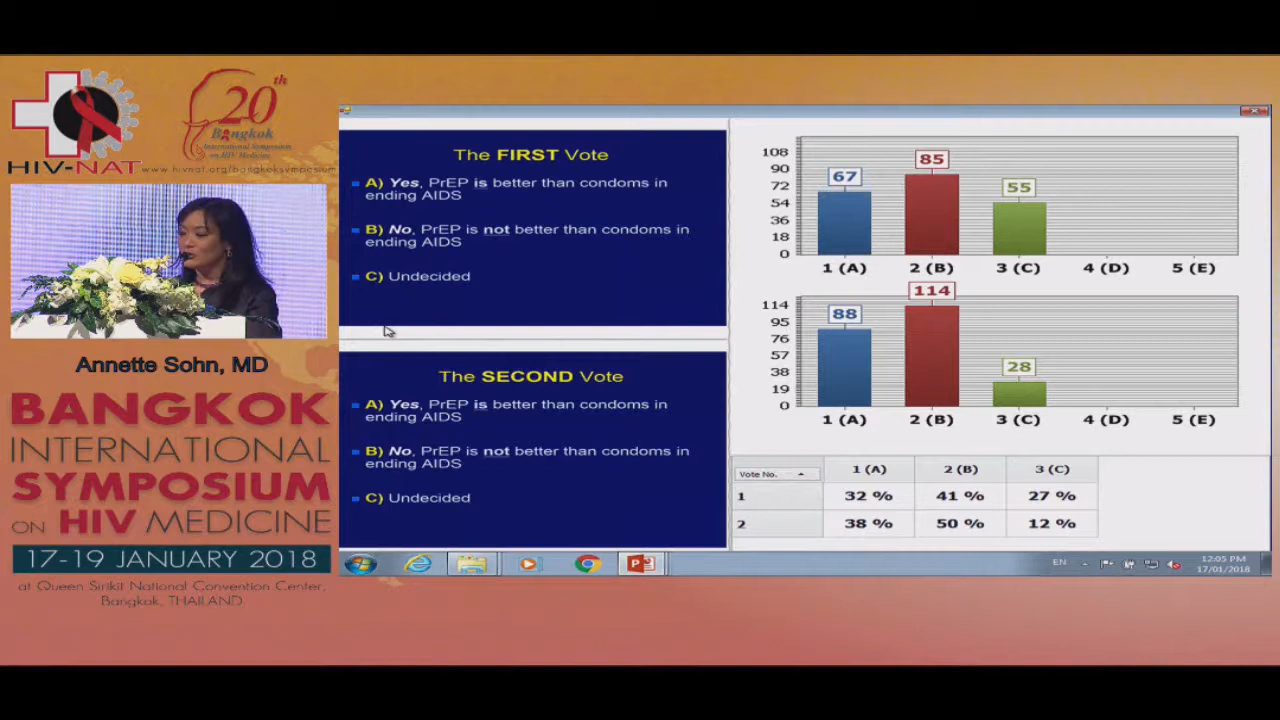 HIV-NAT
www.hivnat.org/bangkoksymposium
20th
Bangkok
International Symposium
on HIV Medicine
Annette Sohn, MD
BANGKOK
INTERNATIONAL
SYMPOSIUM
ON HIV MEDICINE
17-19 JANUARY 2018
at Queen Sirikit National Convention Center,
Bangkok, THAILAND
The FIRST Vote
A) Yes, PrEP is better than condoms in
ending AIDS
B) No, PrEP is not better than condoms in
ending AIDS
C) Undecided
The SECOND Vote
A) Yes, PrEP is better than condoms in
ending AIDS
B) No, PrEP is not better than condoms in
ending AIDS
C) Undecided
108
90
72
54
36
18
0
67
85
55
1 (A) 2 (B) 3 (C) 4 (D) 5 (E)
114
95
76
57
38
19
0
88
114
28
1 (A) 2 (B) 3 (C) 4 (D) 5 (E)
Vote No. 1 (A) 2 (B) 3 (C)
1 32 % 41 % 27 %
2 38 % 50 % 12 %
EN
12:05 PM
17/01/2018